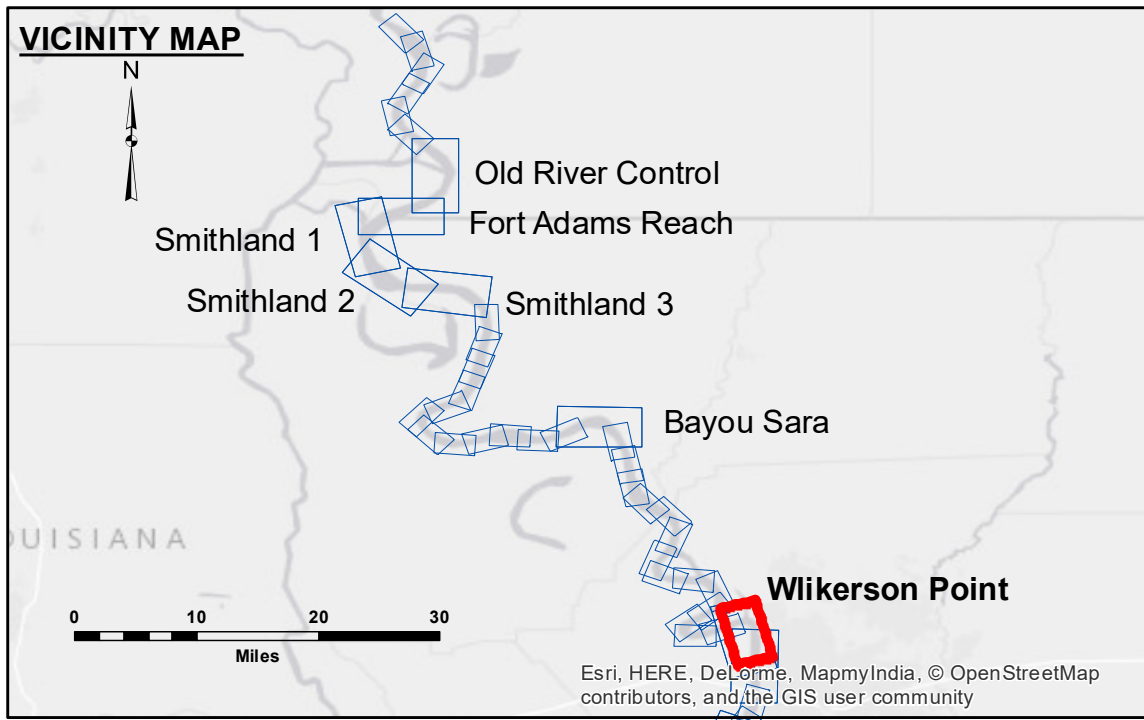 VICINITY MAP
N
Old River Control
Fort Adams Reach
Smithland 1
Smithland 2
Smithland 3
Bayou Sara
OUISIANA
Wlikerson Point
0 10 20 30
Miles
Esri, HERE, DeLorme, MapmyIndia, © OpenStreetMap
contributors, and the GIS user community